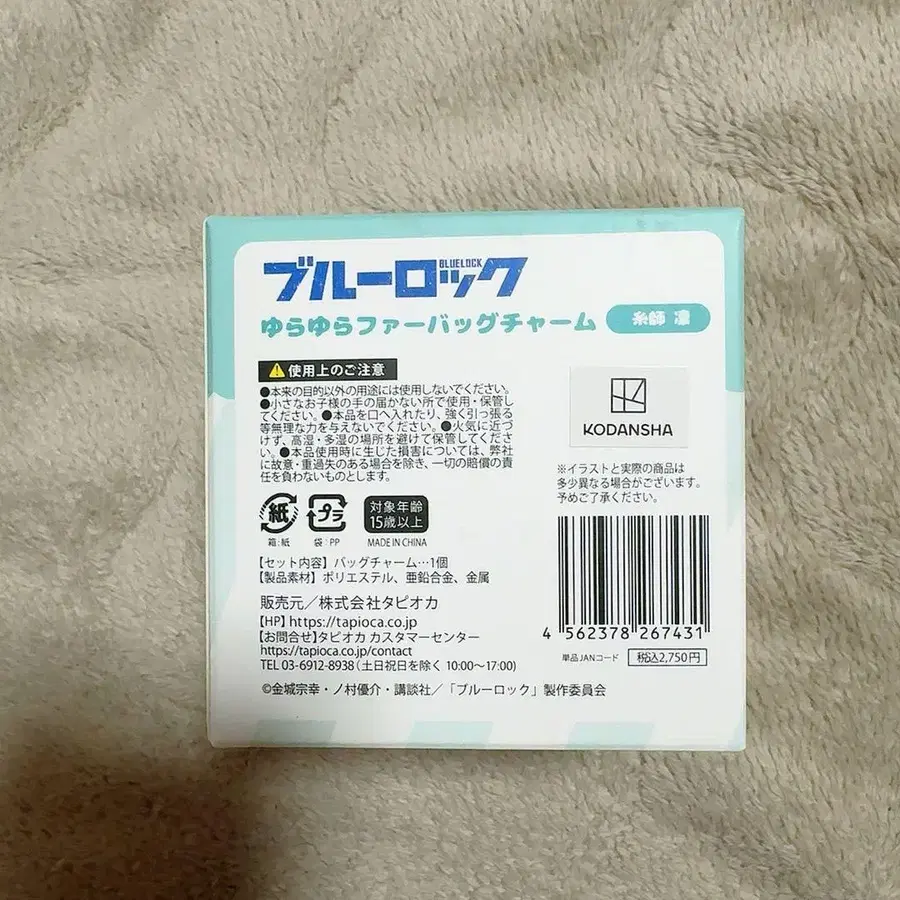 ブルーロック
BLUELOCK
ゆらゆらファーバッグチャーム 糸師 凛
使用上のご注意
●本来の目的以外の用途には使用しないでください。
●小さなお子様の手の届かない所で使用・保管し
てください。●本品を口へ入れたり、強く引っ張る
等無理な力を与えないでください。●火気に近づ
けず、高湿・多湿の場所を避けて保管してくださ
い。●本品使用時に生じた損害については、弊社
に故意・重過失のある場合を除き、一切の賠償の責
任を負わないものとします。
KODANSHA
※イラストと実際の商品は
多少異なる場合がございます。
予めご了承ください。
紙
箱:紙
プラ
袋:PP
対象年齢
15歳以上
MADE IN CHINA
【セット内容】バッグチャーム…1個
【製品素材】ポリエステル、亜鉛合金、金属
販売元/株式会社タピオカ
【HP】https://tapioca.co.jp
【お問合せ】タピオカ カスタマーセンター
https://tapioca.co.jp/contact
TEL 03-6912-8938(土日祝日を除く 10:00〜17:00)
4 562378 267431
単品JANコード 税込2,750円
©金城宗幸・ノ村優介・講談社/「ブルーロック」製作委員会